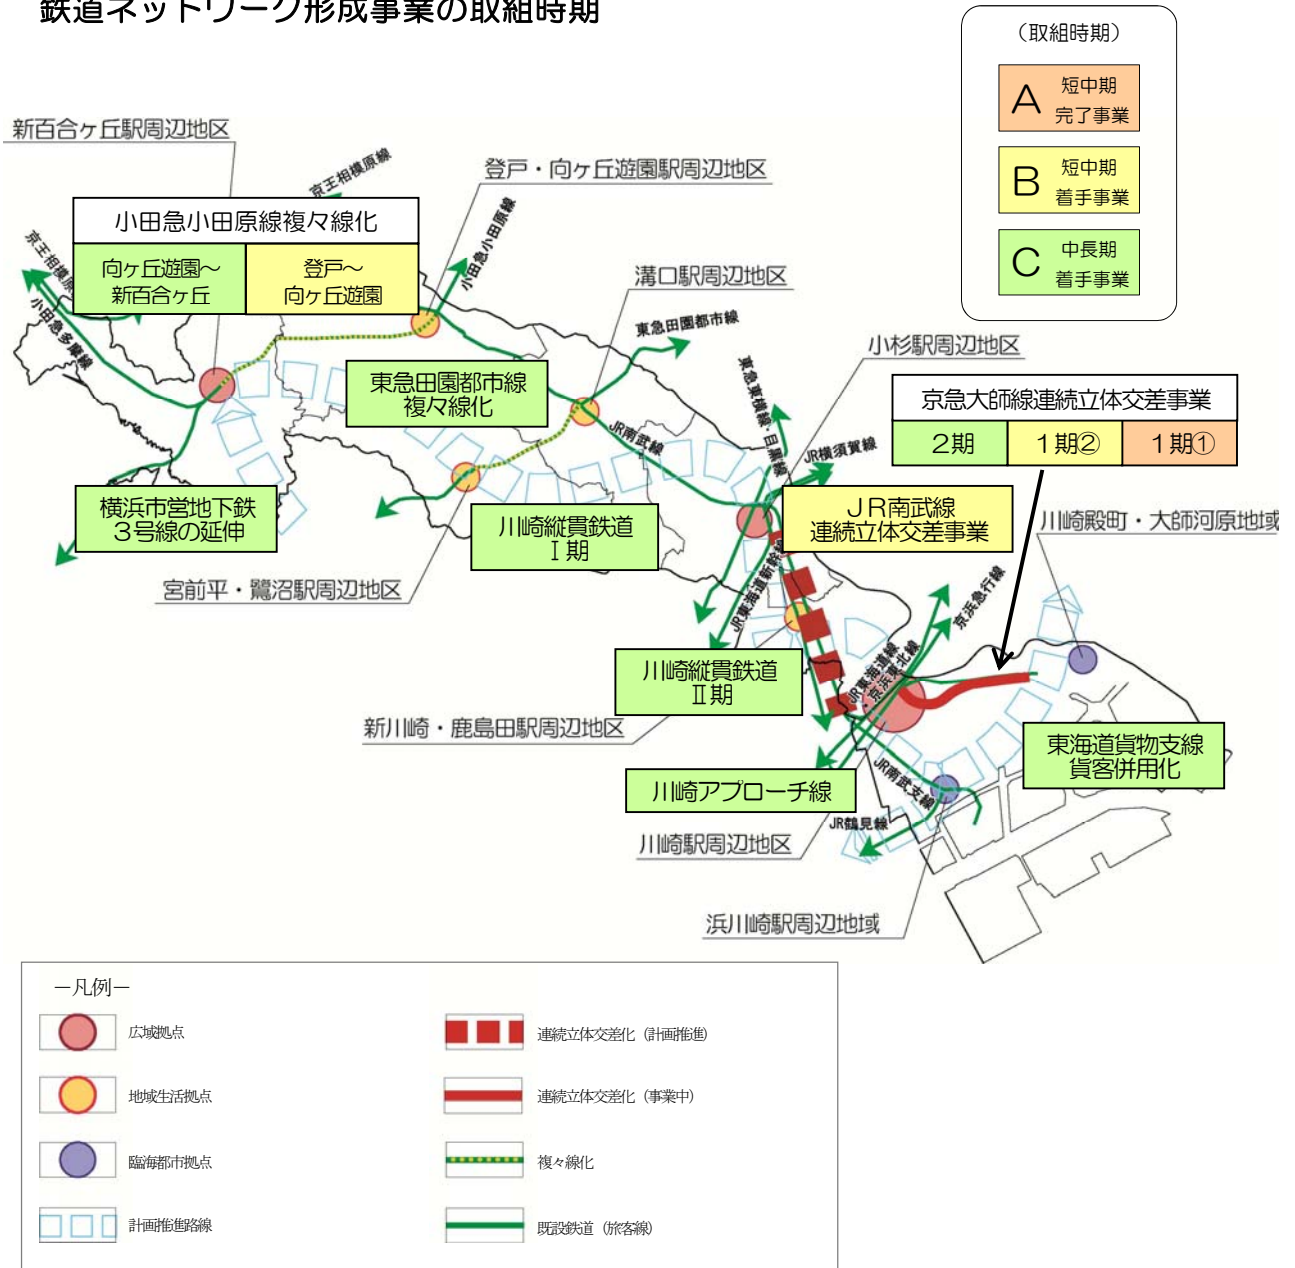 鉄道ネットワーク形成事業の取組時期
（取組時期）
A 短中期
完了事業
B 短中期
着手事業
C 中長期
着手事業
新百合ヶ丘駅周辺地区
京王相模原線
登戸・向ヶ丘遊園駅周辺地区
小田急小田原線複々線化
向ヶ丘遊園～
新百合ヶ丘
登戸～
向ヶ丘遊園
小田急小田原線
京王相模原
小田急多摩線
溝口駅周辺地区
東急田園都市線
小杉駅周辺地区
東急田園都市線
複々線化
東急東横線・目黒線
京急大師線連続立体交差事業
2期
1期②
1期①
JR南武線
JR横須賀線
横浜市営地下鉄
3号線の延伸
川崎縦貫鉄道
Ⅰ期
JR南武線
連続立体交差事業
川崎殿町・大師河原地域
宮前平・鷺沼駅周辺地区
JR東海道新幹線
京浜急行線
川崎縦貫鉄道
Ⅱ期
JR東海道線
・京浜東北線
新川崎・鹿島田駅周辺地区
東海道貨物支線
貨客併用化
川崎アプローチ線
JR南武支線
JR鶴見線
川崎駅周辺地区
浜川崎駅周辺地域
－凡例－
広域拠点
連続立体交差化（計画推進）
地域生活拠点
連続立体交差化（事業中）
臨海都市拠点
複々線化
計画推進路線
既設鉄道（旅客線）